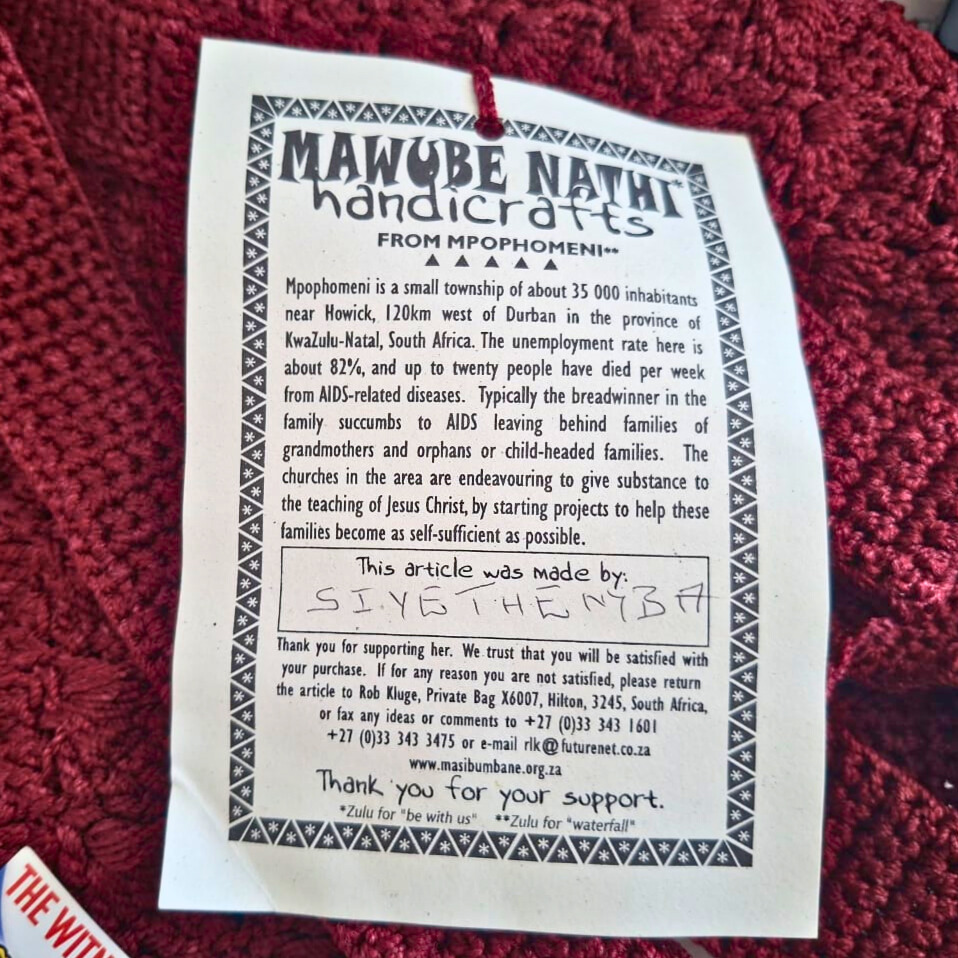 MAWUBE NATHI*
handicrafts
FROM MPOPHOMENI**
Mpophomeni is a small township of about 35 000 inhabitants
near Howick, 120km west of Durban in the province of
KwaZulu-Natal, South Africa. The unemployment rate here is
about 82%, and up to twenty people have died per week
from AIDS-related diseases. Typically the breadwinner in the
family succumbs to AIDS leaving behind families of
grandmothers and orphans or child-headed families. The
churches in the area are endeavouring to give substance to
the teaching of Jesus Christ, by starting projects to help these
families become as self-sufficient as possible.
This article was made by:
SIYETHE NYBA
Thank you for supporting her. We trust that you will be satisfied with
your purchase. If for any reason you are not satisfied, please return
the article to Rob Kluge, Private Bag X6007, Hilton, 3245, South Africa,
or fax any ideas or comments to +27 (0)33 343 1601
+27 (0)33 343 3475 or e-mail rlk@futurenet.co.za
www.masibumbane.org.za
Thank you for your support.
*Zulu for "be with us" **Zulu for "waterfall"
THE WITN